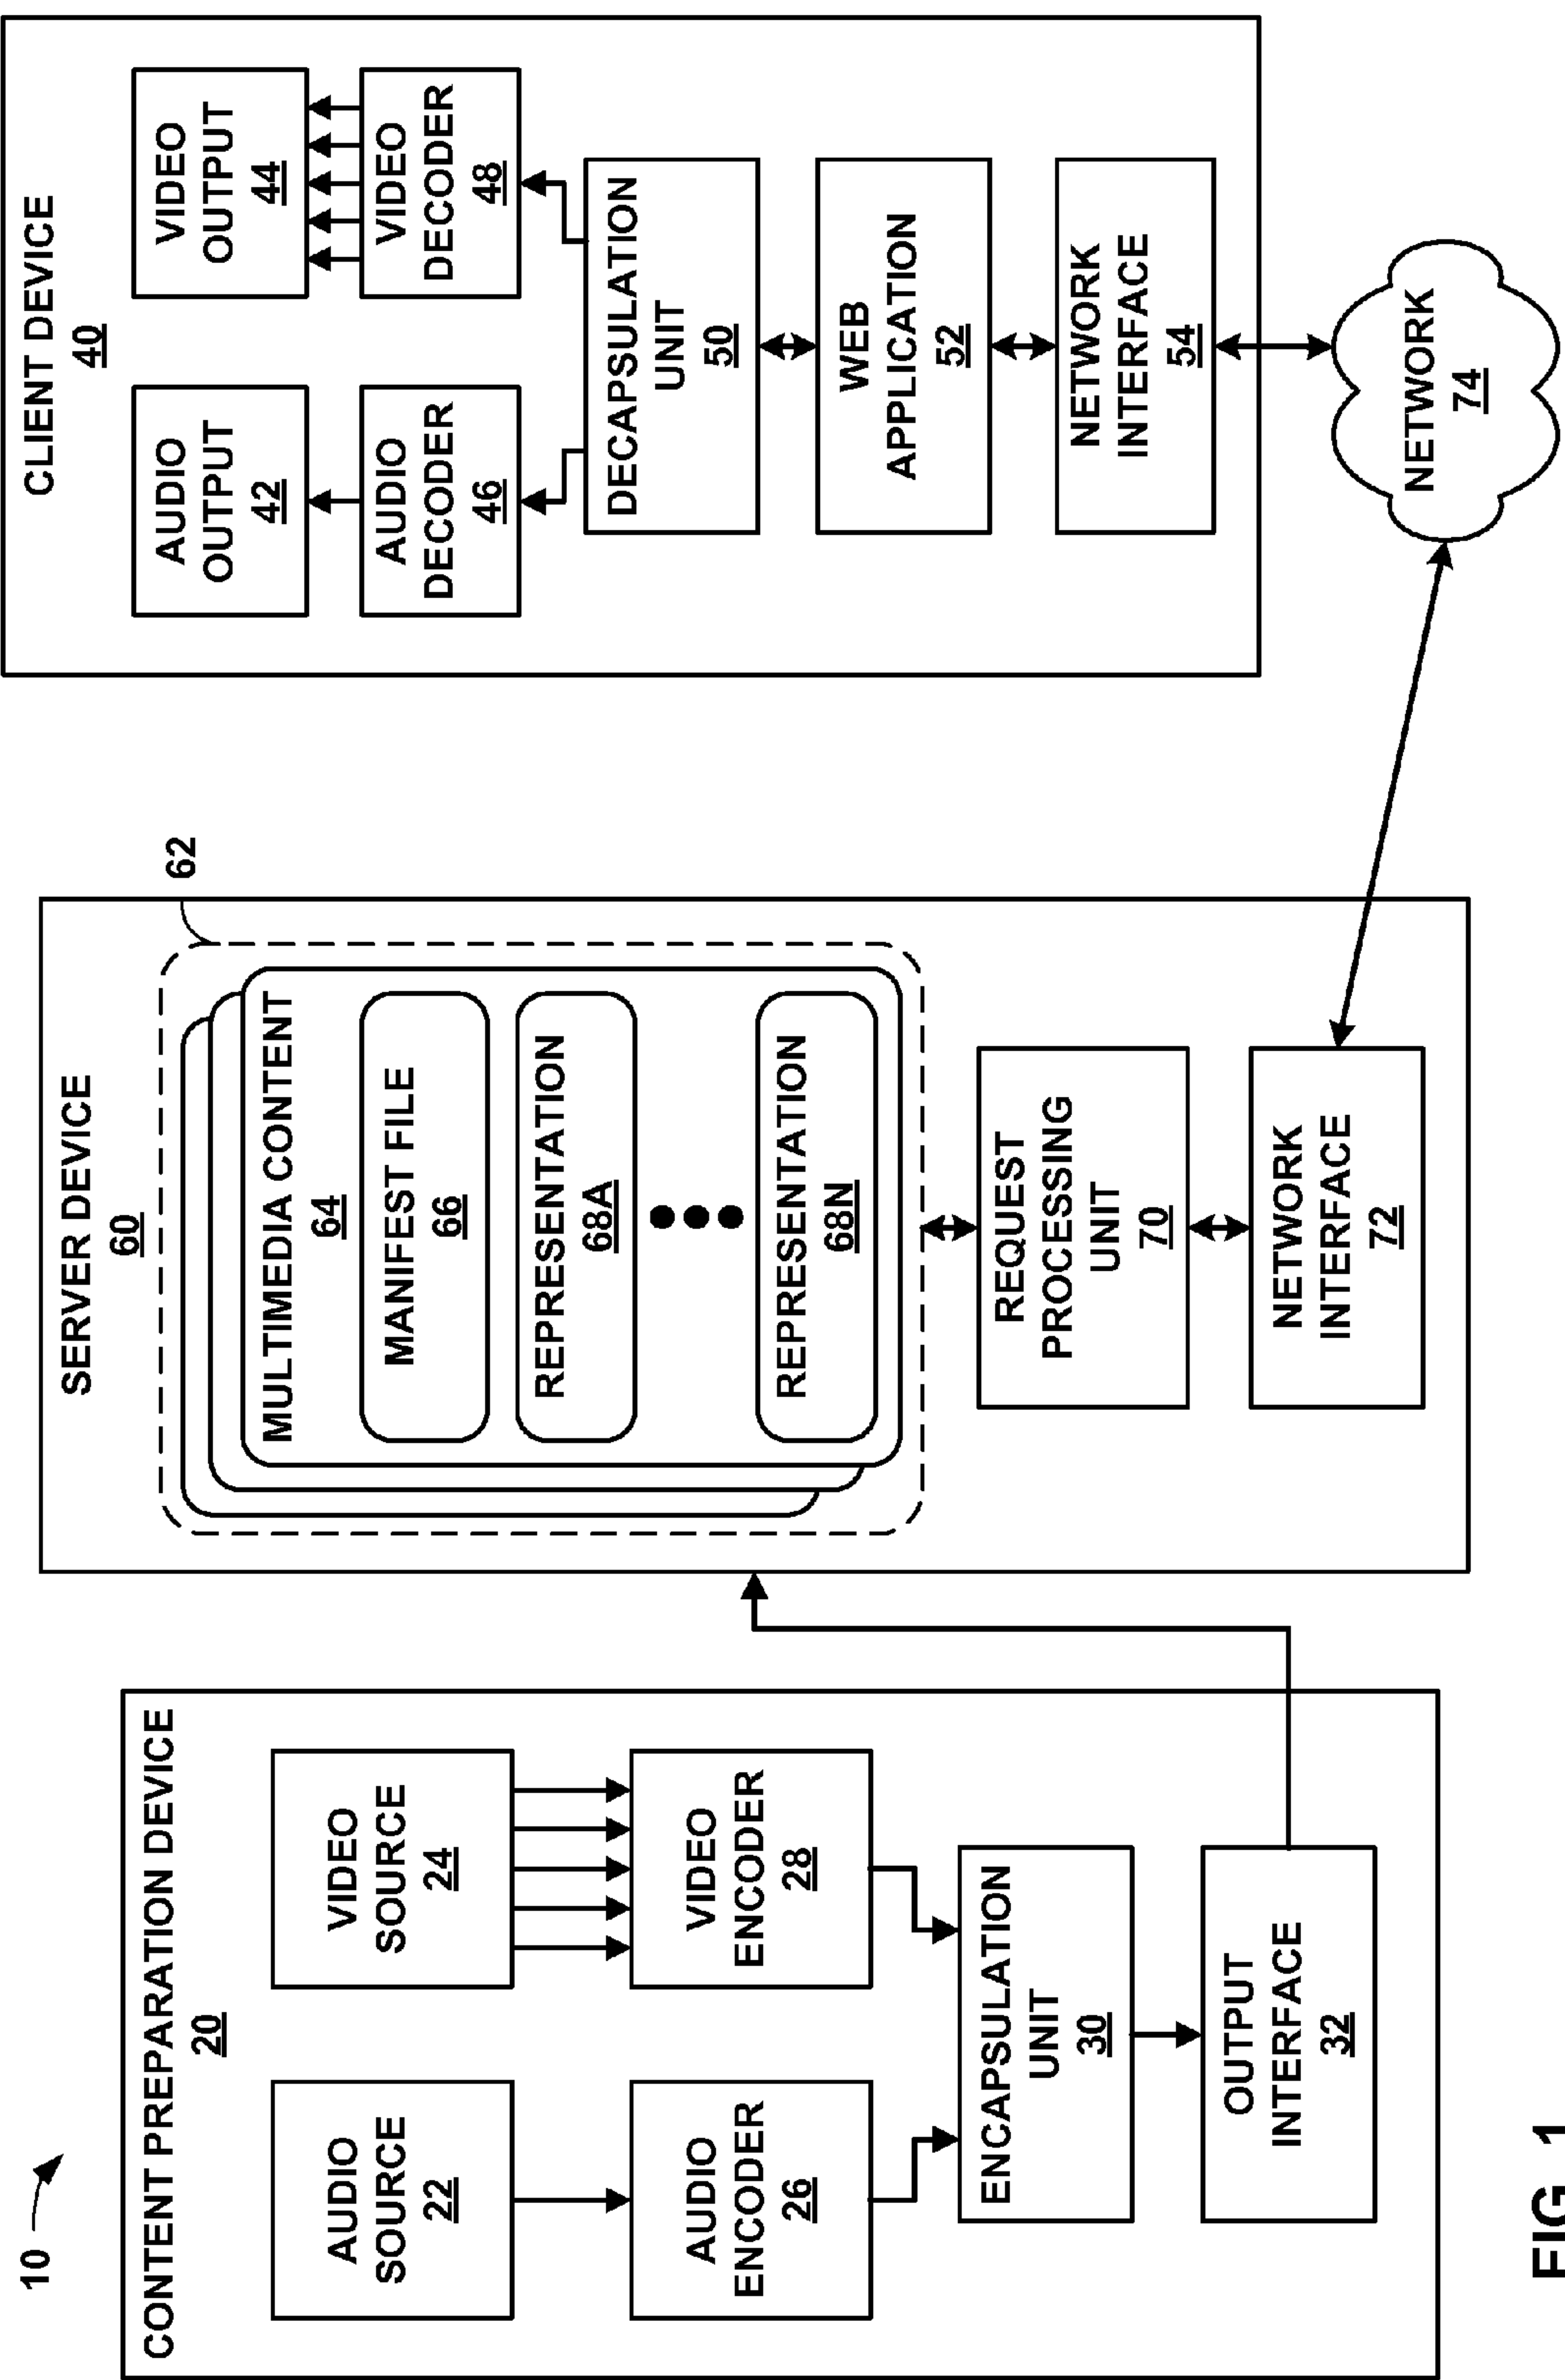 10
CONTENT PREPARATION DEVICE
20
AUDIO
SOURCE
22
VIDEO
SOURCE
24
AUDIO
ENCODER
26
VIDEO
ENCODER
28
ENCAPSULATION
UNIT
30
OUTPUT
INTERFACE
32
SERVER DEVICE
60
62
MULTIMEDIA CONTENT
64
MANIFEST FILE
66
REPRESENTATION
68A
REPRESENTATION
68N
REQUEST
PROCESSING
UNIT
70
NETWORK
INTERFACE
72
CLIENT DEVICE
40
AUDIO
OUTPUT
42
VIDEO
OUTPUT
44
AUDIO
DECODER
46
VIDEO
DECODER
48
DECAPSULATION
UNIT
50
WEB
APPLICATION
52
NETWORK
INTERFACE
54
NETWORK
74
FIG. 1